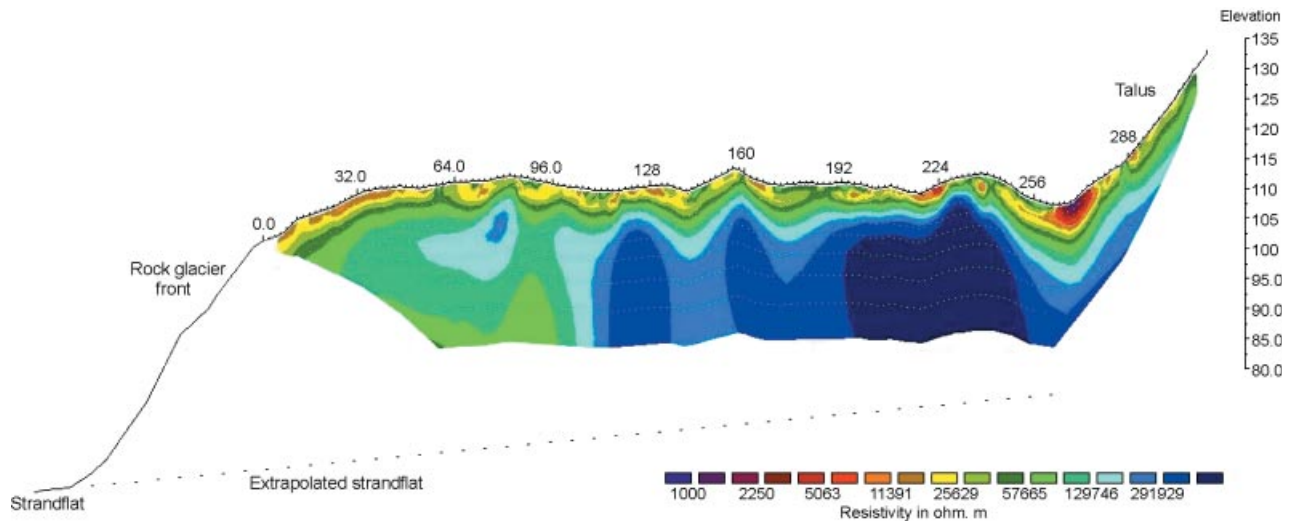 Elevation
135
130
125
120
115
110
105
100
95.0
90.0
85.0
80.0
Talus
0.0
32.0
64.0
96.0
128
160
192
224
256
288
Rock glacier
front
Strandflat
Extrapolated strandflat
1000 2250 5063 11391 25629 57665 129746 291929
Resistivity in ohm. m